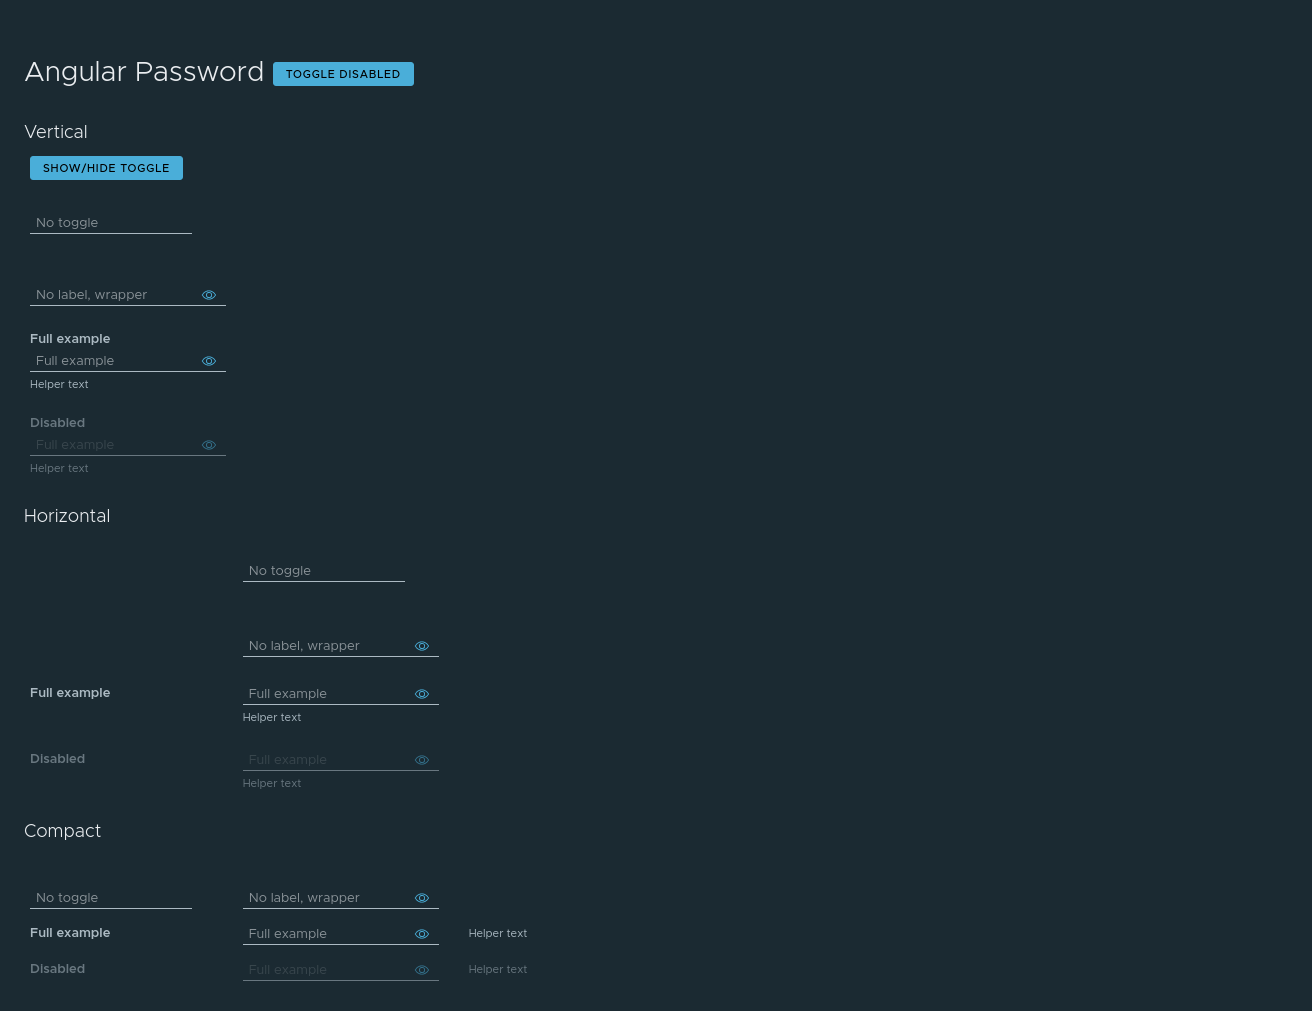 Angular Password TOGGLE DISABLED
Vertical
SHOW/HIDE TOGGLE
No toggle
No label, wrapper
Full example
Full example
Helper text
Disabled
Full example
Helper text
Horizontal
No toggle
No label, wrapper
Full example Full example
Helper text
Disabled Full example
Helper text
Compact
No toggle No label, wrapper
Full example Full example Helper text
Disabled Full example Helper text